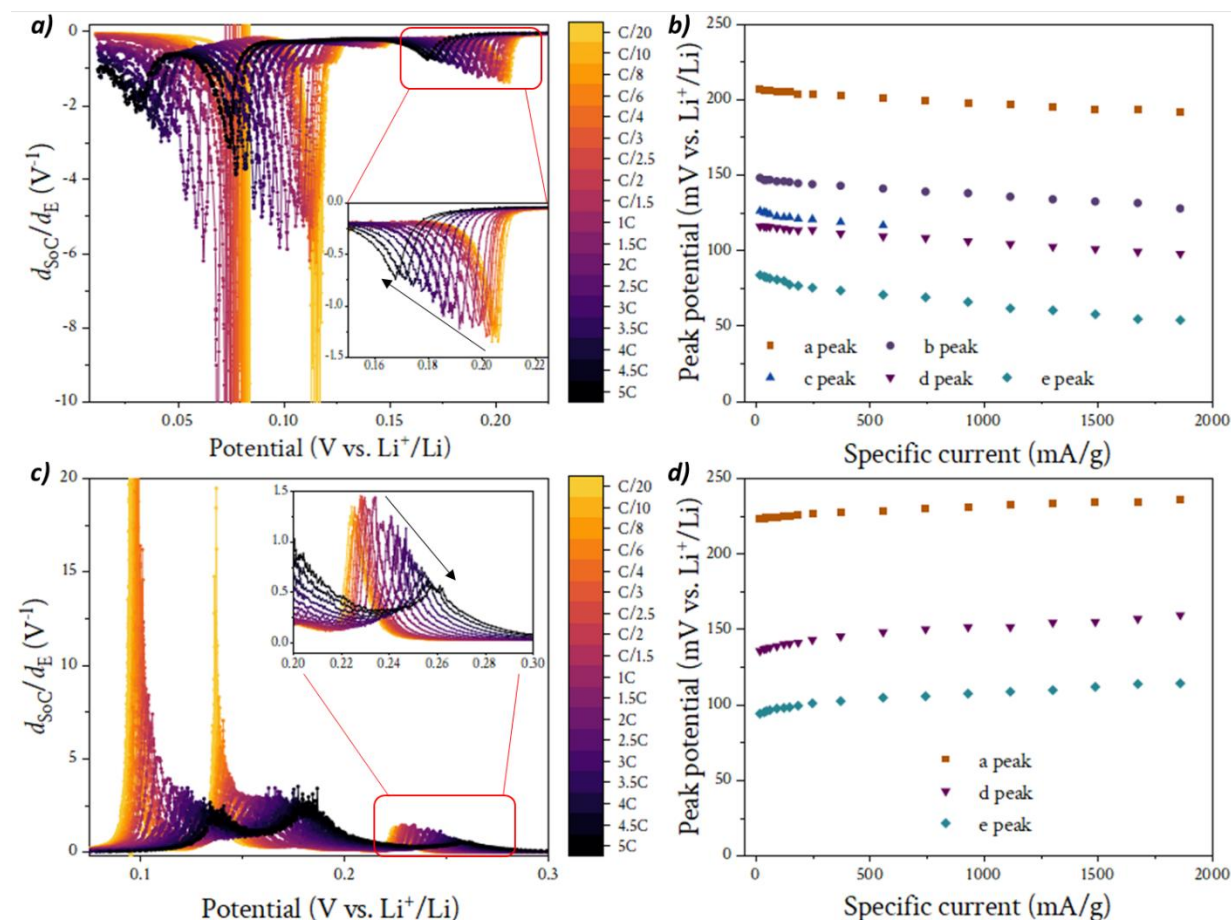 a)
0
-2
-4
-6
-8
-10
d_SoC/d_E (V⁻¹)
0.05 0.10 0.15 0.20
Potential (V vs. Li⁺/Li)
0.0
-0.5
-1.0
-1.5
0.15 0.16 0.18 0.20 0.22
C/20
C/10
C/8
C/6
C/4
C/3
C/2.5
C/2
C/1.5
1C
1.5C
2C
2.5C
3C
3.5C
4C
4.5C
5C
b)
250
200
150
100
50
0
Peak potential (mV vs. Li⁺/Li)
a peak b peak
c peak d peak e peak
0 500 1000 1500 2000
Specific current (mA/g)
c)
20
15
10
5
0
d_SoC/d_E (V⁻¹)
0.1 0.2 0.3
Potential (V vs. Li⁺/Li)
1.5
1.0
0.5
0.0
0.20 0.22 0.24 0.26 0.28 0.30
C/20
C/10
C/8
C/6
C/4
C/3
C/2.5
C/2
C/1.5
1C
1.5C
2C
2.5C
3C
3.5C
4C
4.5C
5C
d)
250
200
150
100
50
0
Peak potential (mV vs. Li⁺/Li)
a peak
d peak
e peak
0 500 1000 1500 2000
Specific current (mA/g)